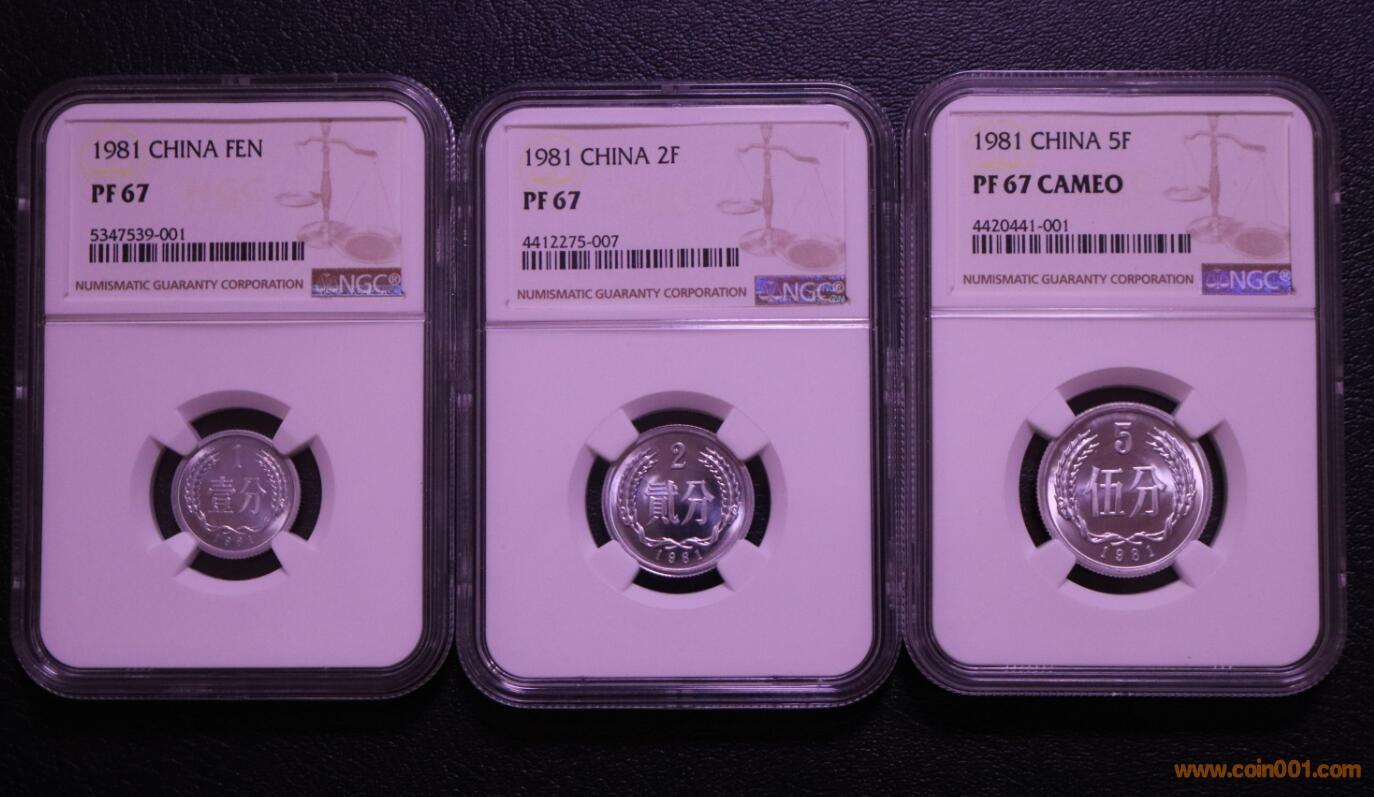 1981 CHINA FEN
PF 67
5347539-001
NUMISMATIC GUARANTY CORPORATION
NGC®
1
壹分
1981
1981 CHINA 2F
PF 67
4412275-007
NUMISMATIC GUARANTY CORPORATION
NGC®
2
貳分
1981
1981 CHINA 5F
PF 67 CAMEO
4420441-001
NUMISMATIC GUARANTY CORPORATION
NGC®
5
伍分
1981
www.coin001.com